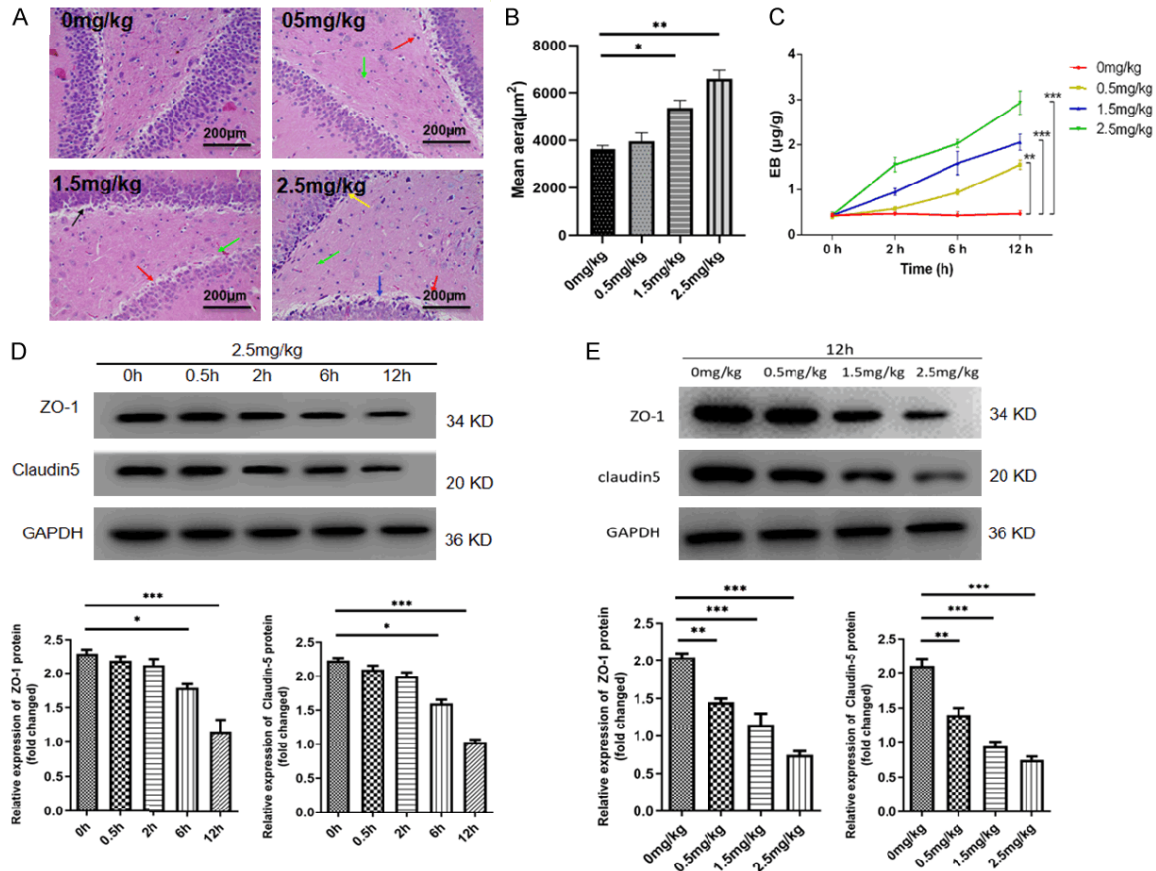 A
0mg/kg
200μm
05mg/kg
200μm
1.5mg/kg
200μm
2.5mg/kg
200μm
B
Mean aera(μm²)
8000
6000
4000
2000
0
**
*
0mg/kg
0.5mg/kg
1.5mg/kg
2.5mg/kg
C
EB (μg/g)
4
3
2
1
0
0 h
2 h
6 h
12 h
Time (h)
**
***
***
0mg/kg
0.5mg/kg
1.5mg/kg
2.5mg/kg
D
2.5mg/kg
0h 0.5h 2h 6h 12h
ZO-1 34 KD
Claudin5 20 KD
GAPDH 36 KD
Relative expression of ZO-1 protein
(fold changed)
2.5
2.0
1.5
1.0
0.5
0.0
***
*
0h
0.5h
2h
6h
12h
Relative expression of Claudin-5 protein
(fold changed)
2.5
2.0
1.5
1.0
0.5
0.0
***
*
0h
0.5h
2h
6h
12h
E
12h
0mg/kg 0.5mg/kg 1.5mg/kg 2.5mg/kg
ZO-1 34 KD
claudin5 20 KD
GAPDH 36 KD
Relative expression of ZO-1 protein
(fold changed)
2.5
2.0
1.5
1.0
0.5
0.0
***
***
**
0mg/kg
0.5mg/kg
1.5mg/kg
2.5mg/kg
Relative expression of Claudin-5 protein
(fold changed)
2.5
2.0
1.5
1.0
0.5
0.0
***
***
**
0mg/kg
0.5mg/kg
1.5mg/kg
2.5mg/kg